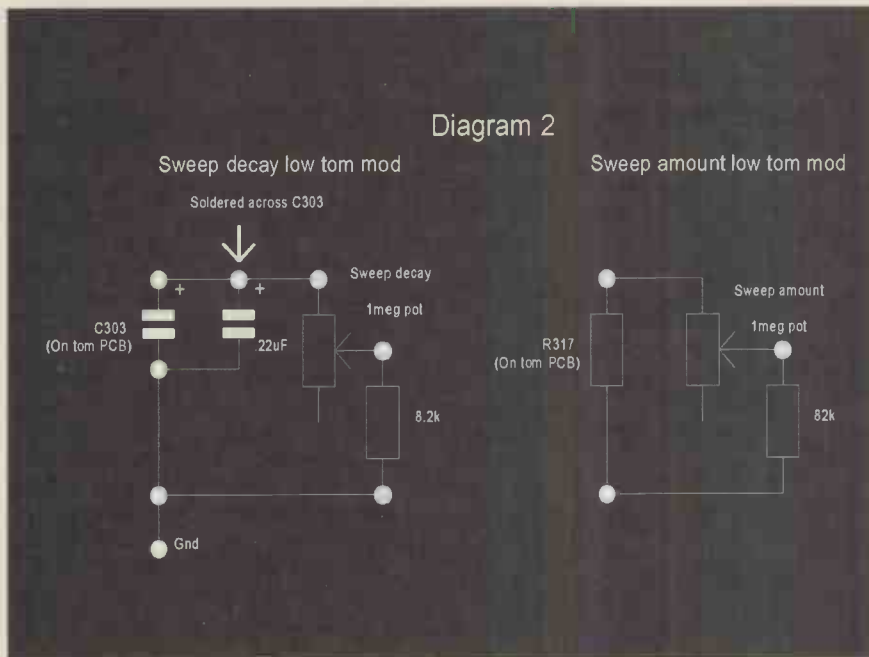 Diagram 2
Sweep decay low tom mod
Soldered across C303
+
+
Sweep decay
1meg pot
C303
(On tom PCB)
.22uF
8.2k
Gnd
Sweep amount low tom mod
Sweep amount
1meg pot
R317
(On tom PCB)
82k